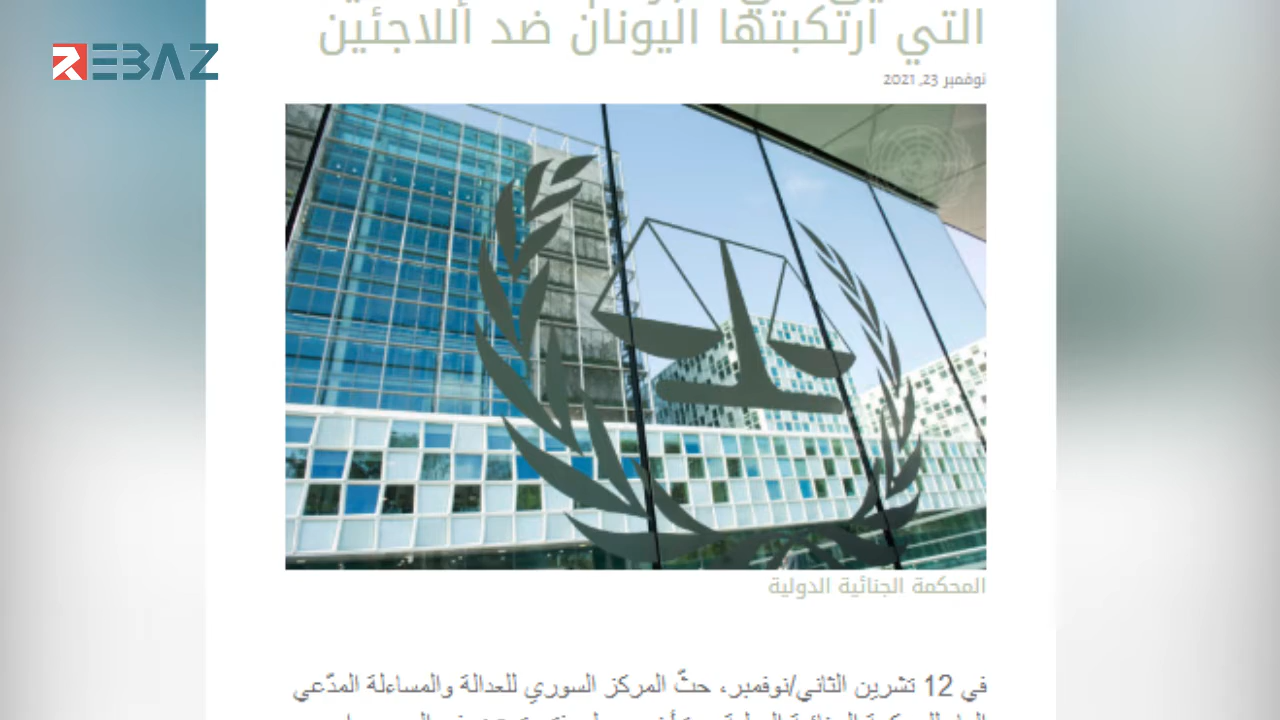 REBAZ
التي ارتكبتها اليونان ضد اللاجئين
نوفمبر 23, 2021
المحكمة الجنائية الدولية
في 12 تشرين الثاني/نوفمبر، حثّ المركز السوري للعدالة والمساءلة المدّعي